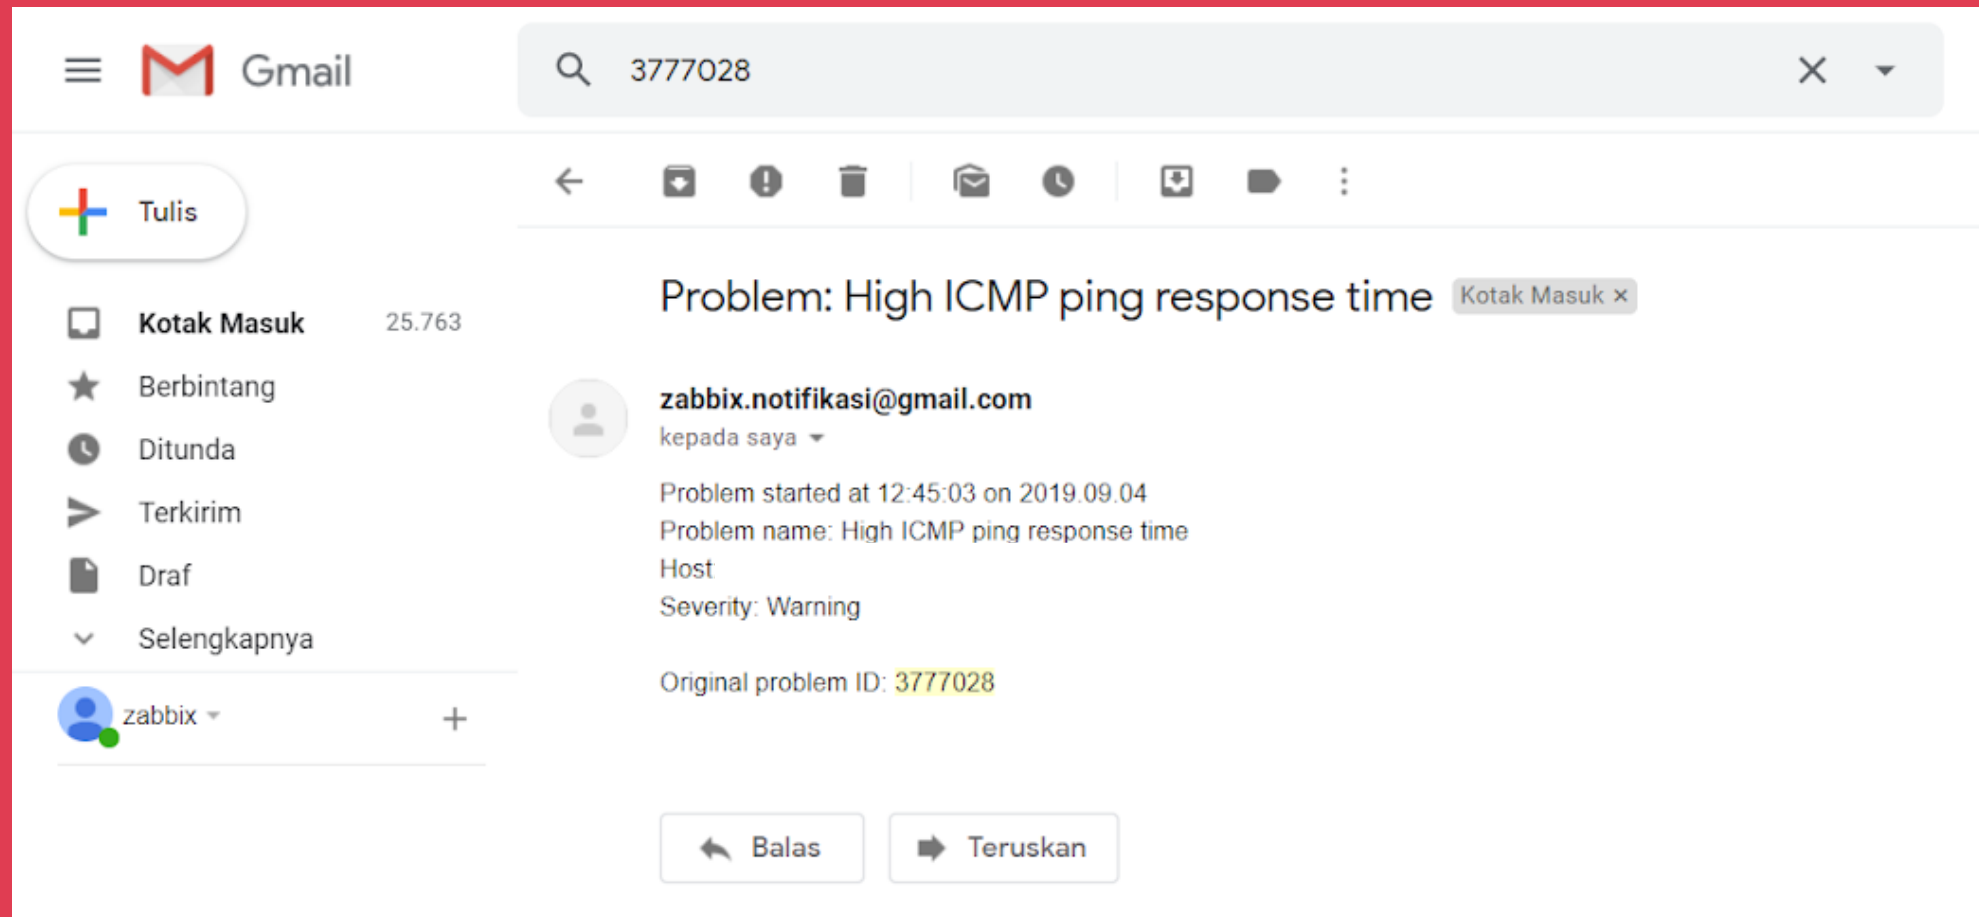 Gmail
3777028
Tulis
Kotak Masuk 25.763
Berbintang
Ditunda
Terkirim
Draf
Selengkapnya
zabbix
Problem: High ICMP ping response time Kotak Masuk ×
zabbix.notifikasi@gmail.com
kepada saya
Problem started at 12:45:03 on 2019.09.04
Problem name: High ICMP ping response time
Host
Severity: Warning
Original problem ID: 3777028
Balas Teruskan